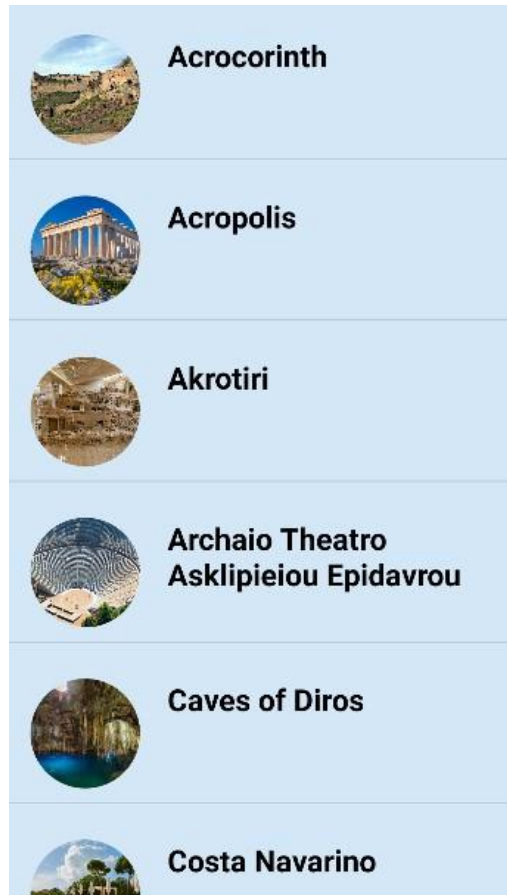 Acrocorinth
Acropolis
Akrotiri
Archaio Theatro
Asklipieiou Epidavrou
Caves of Diros
Costa Navarino